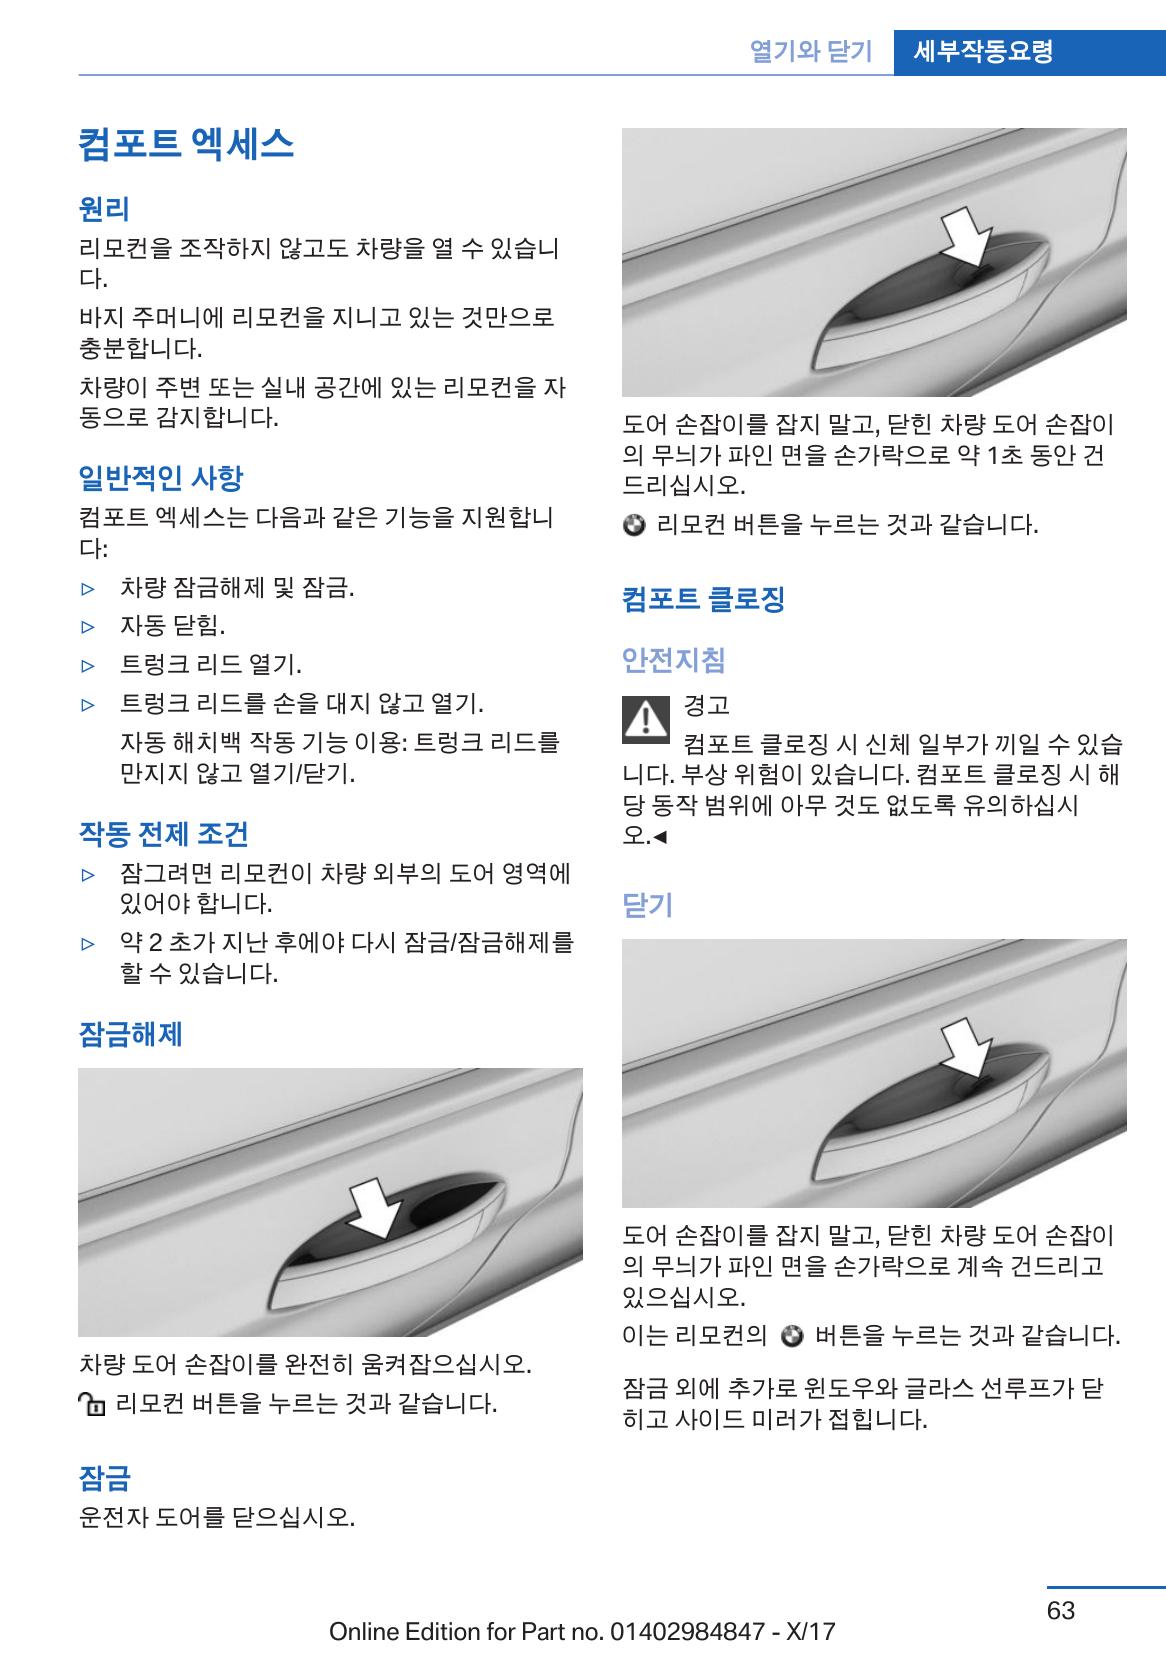 열기와 닫기 세부작동요령
컴포트 엑세스
원리
리모컨을 조작하지 않고도 차량을 열 수 있습니
다.
바지 주머니에 리모컨을 지니고 있는 것만으로
충분합니다.
차량이 주변 또는 실내 공간에 있는 리모컨을 자
동으로 감지합니다.
일반적인 사항
컴포트 엑세스는 다음과 같은 기능을 지원합니
다:
▷ 차량 잠금해제 및 잠금.
▷ 자동 닫힘.
▷ 트렁크 리드 열기.
▷ 트렁크 리드를 손을 대지 않고 열기.
자동 해치백 작동 기능 이용: 트렁크 리드를
만지지 않고 열기/닫기.
작동 전제 조건
▷ 잠그려면 리모컨이 차량 외부의 도어 영역에
있어야 합니다.
▷ 약 2 초가 지난 후에야 다시 잠금/잠금해제를
할 수 있습니다.
잠금해제
차량 도어 손잡이를 완전히 움켜잡으십시오.
리모컨 버튼을 누르는 것과 같습니다.
잠금
운전자 도어를 닫으십시오.
도어 손잡이를 잡지 말고, 닫힌 차량 도어 손잡이
의 무늬가 파인 면을 손가락으로 약 1초 동안 건
드리십시오.
리모컨 버튼을 누르는 것과 같습니다.
컴포트 클로징
안전지침
경고
컴포트 클로징 시 신체 일부가 끼일 수 있습
니다. 부상 위험이 있습니다. 컴포트 클로징 시 해
당 동작 범위에 아무 것도 없도록 유의하십시
오.◄
닫기
도어 손잡이를 잡지 말고, 닫힌 차량 도어 손잡이
의 무늬가 파인 면을 손가락으로 계속 건드리고
있으십시오.
이는 리모컨의 버튼을 누르는 것과 같습니다.
잠금 외에 추가로 윈도우와 글라스 선루프가 닫
히고 사이드 미러가 접힙니다.
63
Online Edition for Part no. 01402984847 - X/17